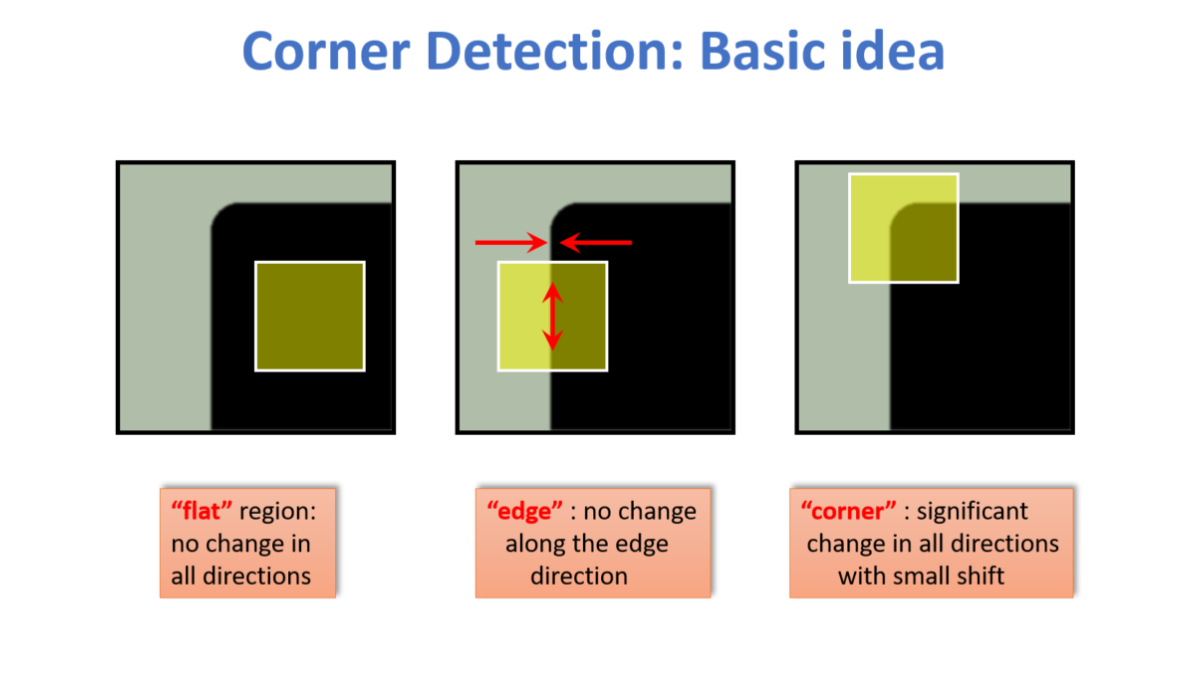 Corner Detection: Basic idea
“flat” region:
no change in
all directions
“edge” : no change
along the edge
direction
“corner” : significant
change in all directions
with small shift